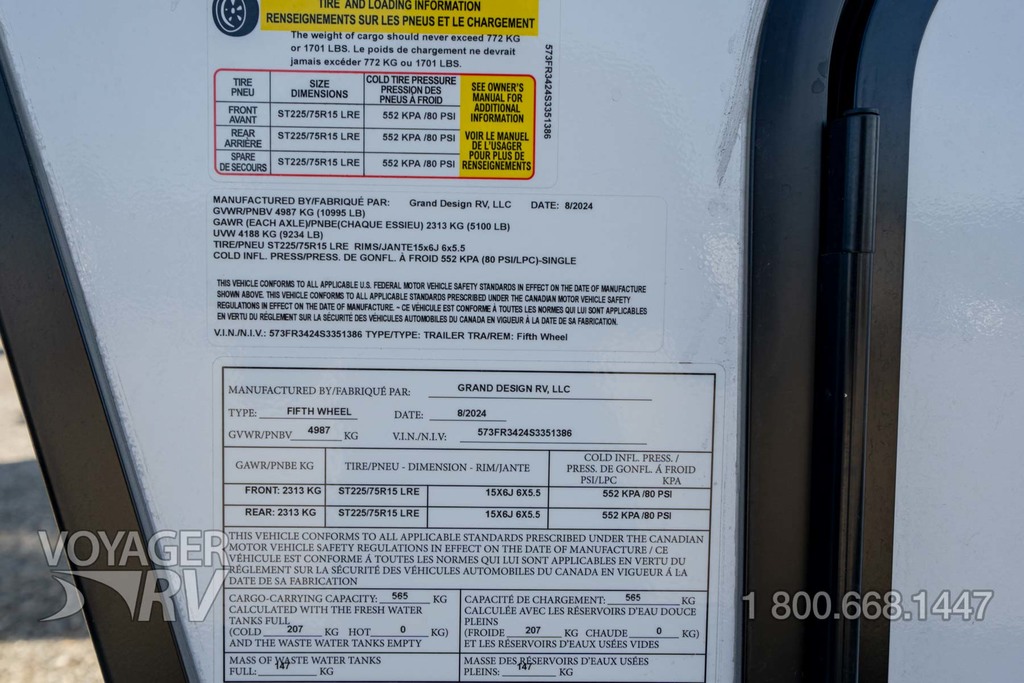 TIRE AND LOADING INFORMATION
RENSEIGNEMENTS SUR LES PNEUS ET LE CHARGEMENT
The weight of cargo should never exceed 772 KG
or 1701 LBS. Le poids de chargement ne devrait
jamais excéder 772 KG ou 1701 LBS.
573FR3424S3351386
TIRE PNEU SIZE DIMENSIONS COLD TIRE PRESSURE PRESSION DES PNEUS À FROID
FRONT AVANT ST225/75R15 LRE 552 KPA /80 PSI
REAR ARRIÈRE ST225/75R15 LRE 552 KPA /80 PSI
SPARE DE SECOURS ST225/75R15 LRE 552 KPA /80 PSI
SEE OWNER'S
MANUAL FOR
ADDITIONAL
INFORMATION
VOIR LE MANUEL
DE L'USAGER
POUR PLUS DE
RENSEIGNEMENTS
MANUFACTURED BY/FABRIQUÉ PAR: Grand Design RV, LLC DATE: 8/2024
GVWR/PNBV 4987 KG (10995 LB)
GAWR (EACH AXLE)/PNBE(CHAQUE ESSIEU) 2313 KG (5100 LB)
UVW 4188 KG (9234 LB)
TIRE/PNEU ST225/75R15 LRE RIMS/JANTE15x6J 6x5.5
COLD INFL. PRESS/PRESS. DE GONFL. À FROID 552 KPA (80 PSI/LPC)-SINGLE
THIS VEHICLE CONFORMS TO ALL APPLICABLE U.S. FEDERAL MOTOR VEHICLE SAFETY STANDARDS IN EFFECT ON THE DATE OF MANUFACTURE
SHOWN ABOVE. THIS VEHICLE CONFORMS TO ALL APPLICABLE STANDARDS PRESCRIBED UNDER THE CANADIAN MOTOR VEHICLE SAFETY
REGULATIONS IN EFFECT ON THE DATE OF MANUFACTURE. ~ CE VÉHICULE EST CONFORME À TOUTES LES NORMES QUI LUI SONT APPLICABLES
EN VERTU DU RÉGLEMENT SUR LA SÉCURITÉ DES VÉHICULES AUTOMOBILES DU CANADA EN VIGUEUR À LA DATE DE SA FABRICATION.
V.I.N./N.I.V.: 573FR3424S3351386 TYPE/TYPE: TRAILER TRA/REM: Fifth Wheel
MANUFACTURED BY/FABRIQUÉ PAR: GRAND DESIGN RV, LLC
TYPE: FIFTH WHEEL DATE: 8/2024
GVWR/PNBV 4987 KG V.I.N./N.I.V: 573FR3424S3351386
GAWR/PNBE KG TIRE/PNEU - DIMENSION - RIM/JANTE COLD INFL. PRESS./ PRESS. DE GONFL. Á FROID PSI/LPC KPA
FRONT: 2313 KG ST225/75R15 LRE 15X6J 6X5.5 552 KPA /80 PSI
REAR: 2313 KG ST225/75R15 LRE 15X6J 6X5.5 552 KPA /80 PSI
THIS VEHICLE CONFORMS TO ALL APPLICABLE STANDARDS PRESCRIBED UNDER THE CANADIAN
MOTOR VEHICLE SAFETY REGULATIONS IN EFFECT ON THE DATE OF MANUFACTURE / CE
VÉHICULE EST CONFORME Á TOUTES LES NORMES QUI LUI SONT APPLICABLES EN VERTU DU
RÉGLEMENT SUR LA SÉCURITÉ DES VÉHICULES AUTOMOBILES DU CANADA EN VIGUEUR Á LA
DATE DE SA FABRICATION
CARGO-CARRYING CAPACITY: 565 KG
CALCULATED WITH THE FRESH WATER
TANKS FULL
(COLD 207 KG HOT 0 KG)
AND THE WASTE WATER TANKS EMPTY
CAPACITÉ DE CHARGEMENT: 565 KG
CALCULÉE AVEC LES RÉSERVOIRS D'EAU DOUCE
PLEINS
(FROIDE 207 KG CHAUDE 0 KG)
ET LES RÉSERVOIRS D'EAUX USÉES VIDES
MASS OF WASTE WATER TANKS
FULL: 147 KG
MASSE DES RÉSERVOIRS D'EAUX USÉES
PLEINS: 147 KG
VOYAGER
RV
1 800.668.1447